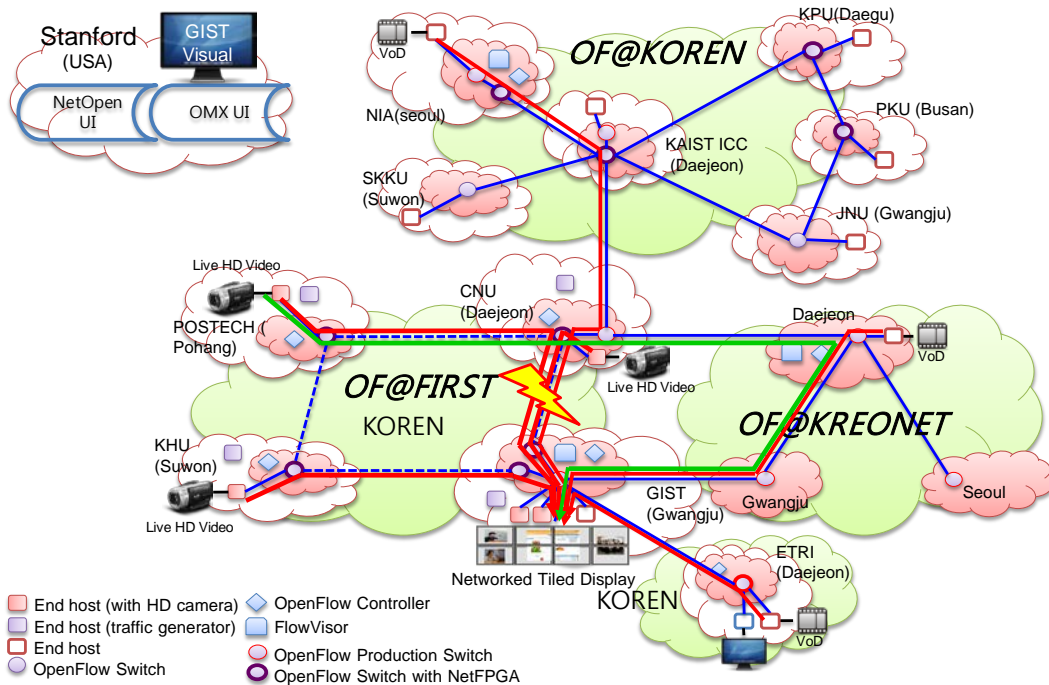 Stanford
(USA)
GIST
Visual
NetOpen
UI
OMX UI
VoD
NIA(seoul)
OF@KOREN
KPU(Daegu)
PKU (Busan)
KAIST ICC
(Daejeon)
SKKU
(Suwon)
JNU (Gwangju)
Live HD Video
POSTECH (
Pohang)
CNU
(Daejeon)
Live HD Video
Daejeon
VoD
OF@FIRST
KOREN
OF@KREONET
KHU
(Suwon)
Live HD Video
GIST
(Gwangju)
Gwangju
Seoul
Networked Tiled Display
KOREN
ETRI
(Daejeon)
VoD
End host (with HD camera)
End host (traffic generator)
End host
OpenFlow Switch
OpenFlow Controller
FlowVisor
OpenFlow Production Switch
OpenFlow Switch with NetFPGA